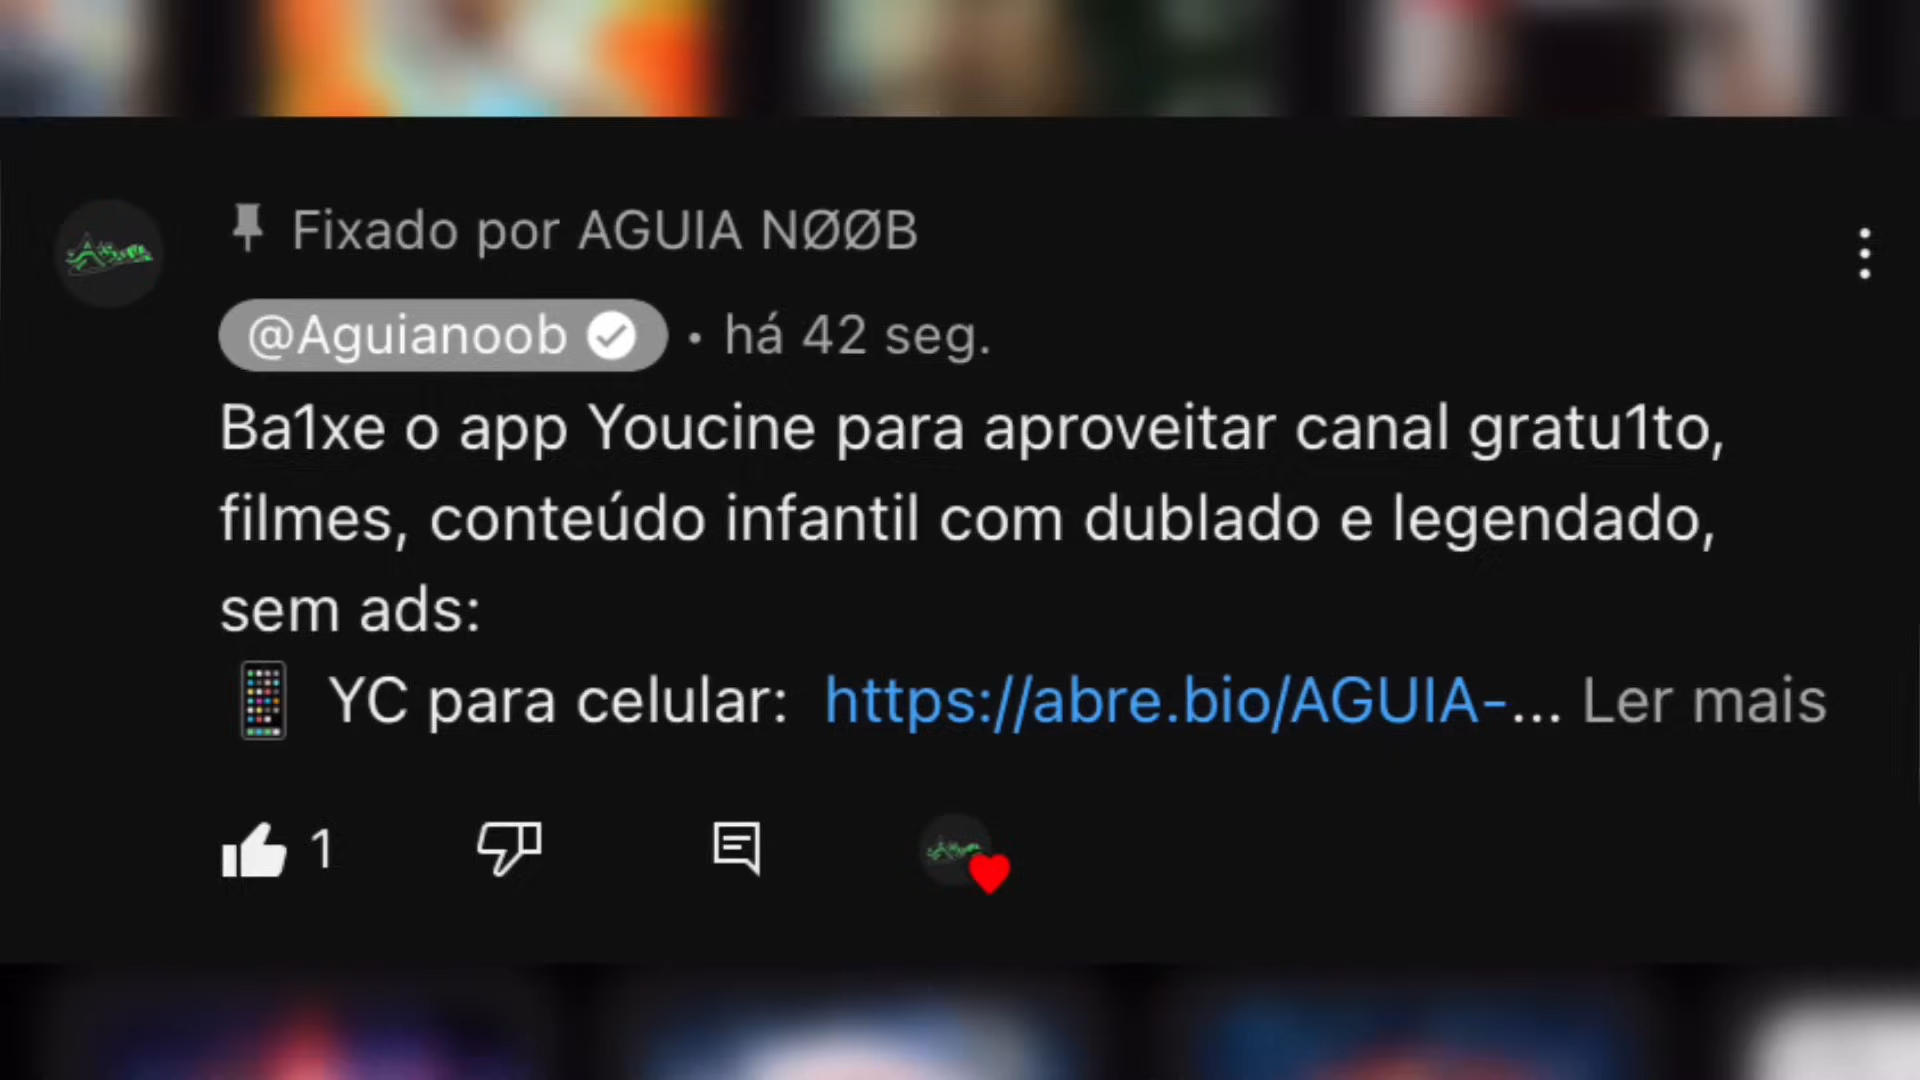 Fixado por AGUIA NØØB
@Aguianoob • há 42 seg.
Ba1xe o app Youcine para aproveitar canal gratu1to,
filmes, conteúdo infantil com dublado e legendado,
sem ads:
📱 YC para celular: https://abre.bio/AGUIA-... Ler mais
1